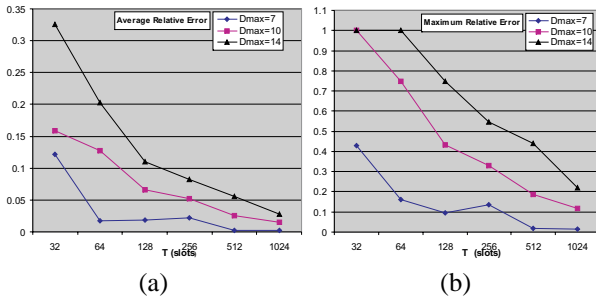 Average Relative Error
Dmax=7
Dmax=10
Dmax=14
0.35
0.3
0.25
0.2
0.15
0.1
0.05
0
32 64 128 256 512 1024
T (slots)
(a)
Maximum Relative Error
Dmax=7
Dmax=10
Dmax=14
1
0.9
0.8
0.7
0.6
0.5
0.4
0.3
0.2
0.1
0
32 64 128 256 512 1024
T (slots)
(b)